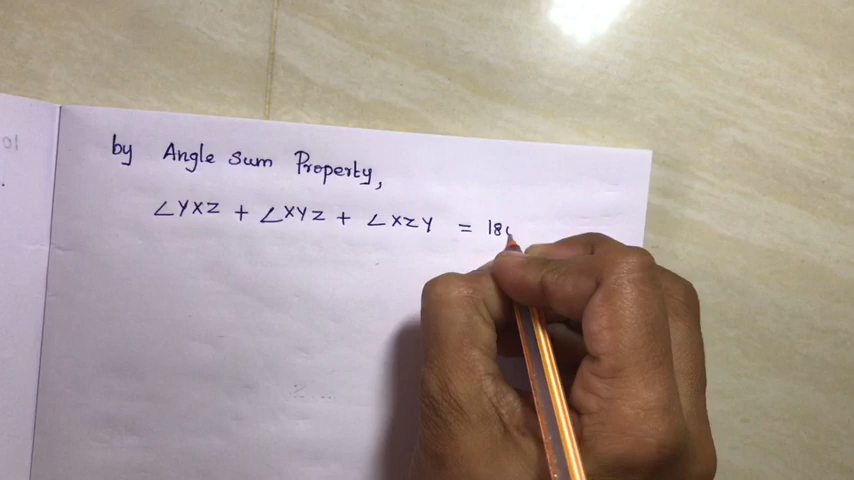 by Angle Sum Property,
∠YXZ + ∠XYZ + ∠XZY = 18